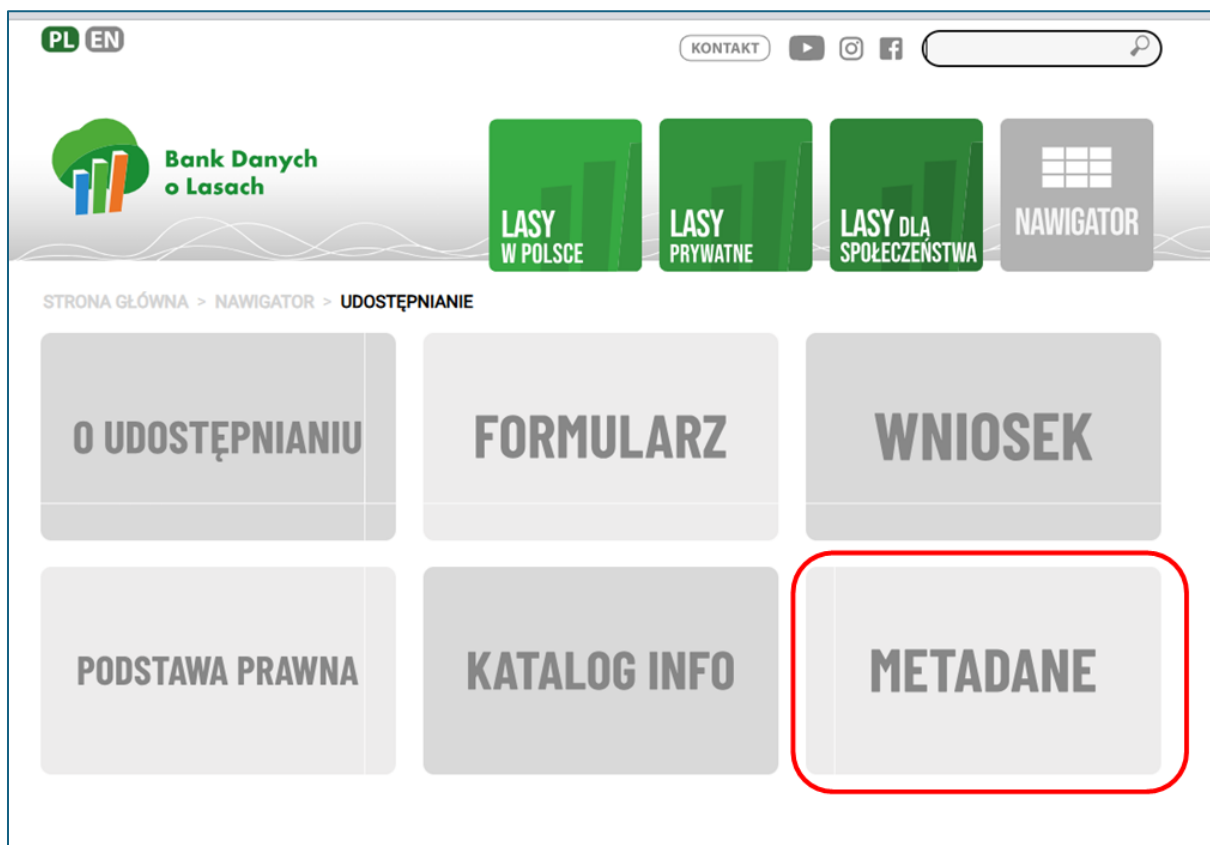 PL EN
KONTAKT
Bank Danych
o Lasach
LASY
W POLSCE
LASY
PRYWATNE
LASY DLA
SPOŁECZEŃSTWA
NAWIGATOR
STRONA GŁÓWNA > NAWIGATOR > UDOSTĘPNIANIE
O UDOSTĘPNIANIU
FORMULARZ
WNIOSEK
PODSTAWA PRAWNA
KATALOG INFO
METADANE